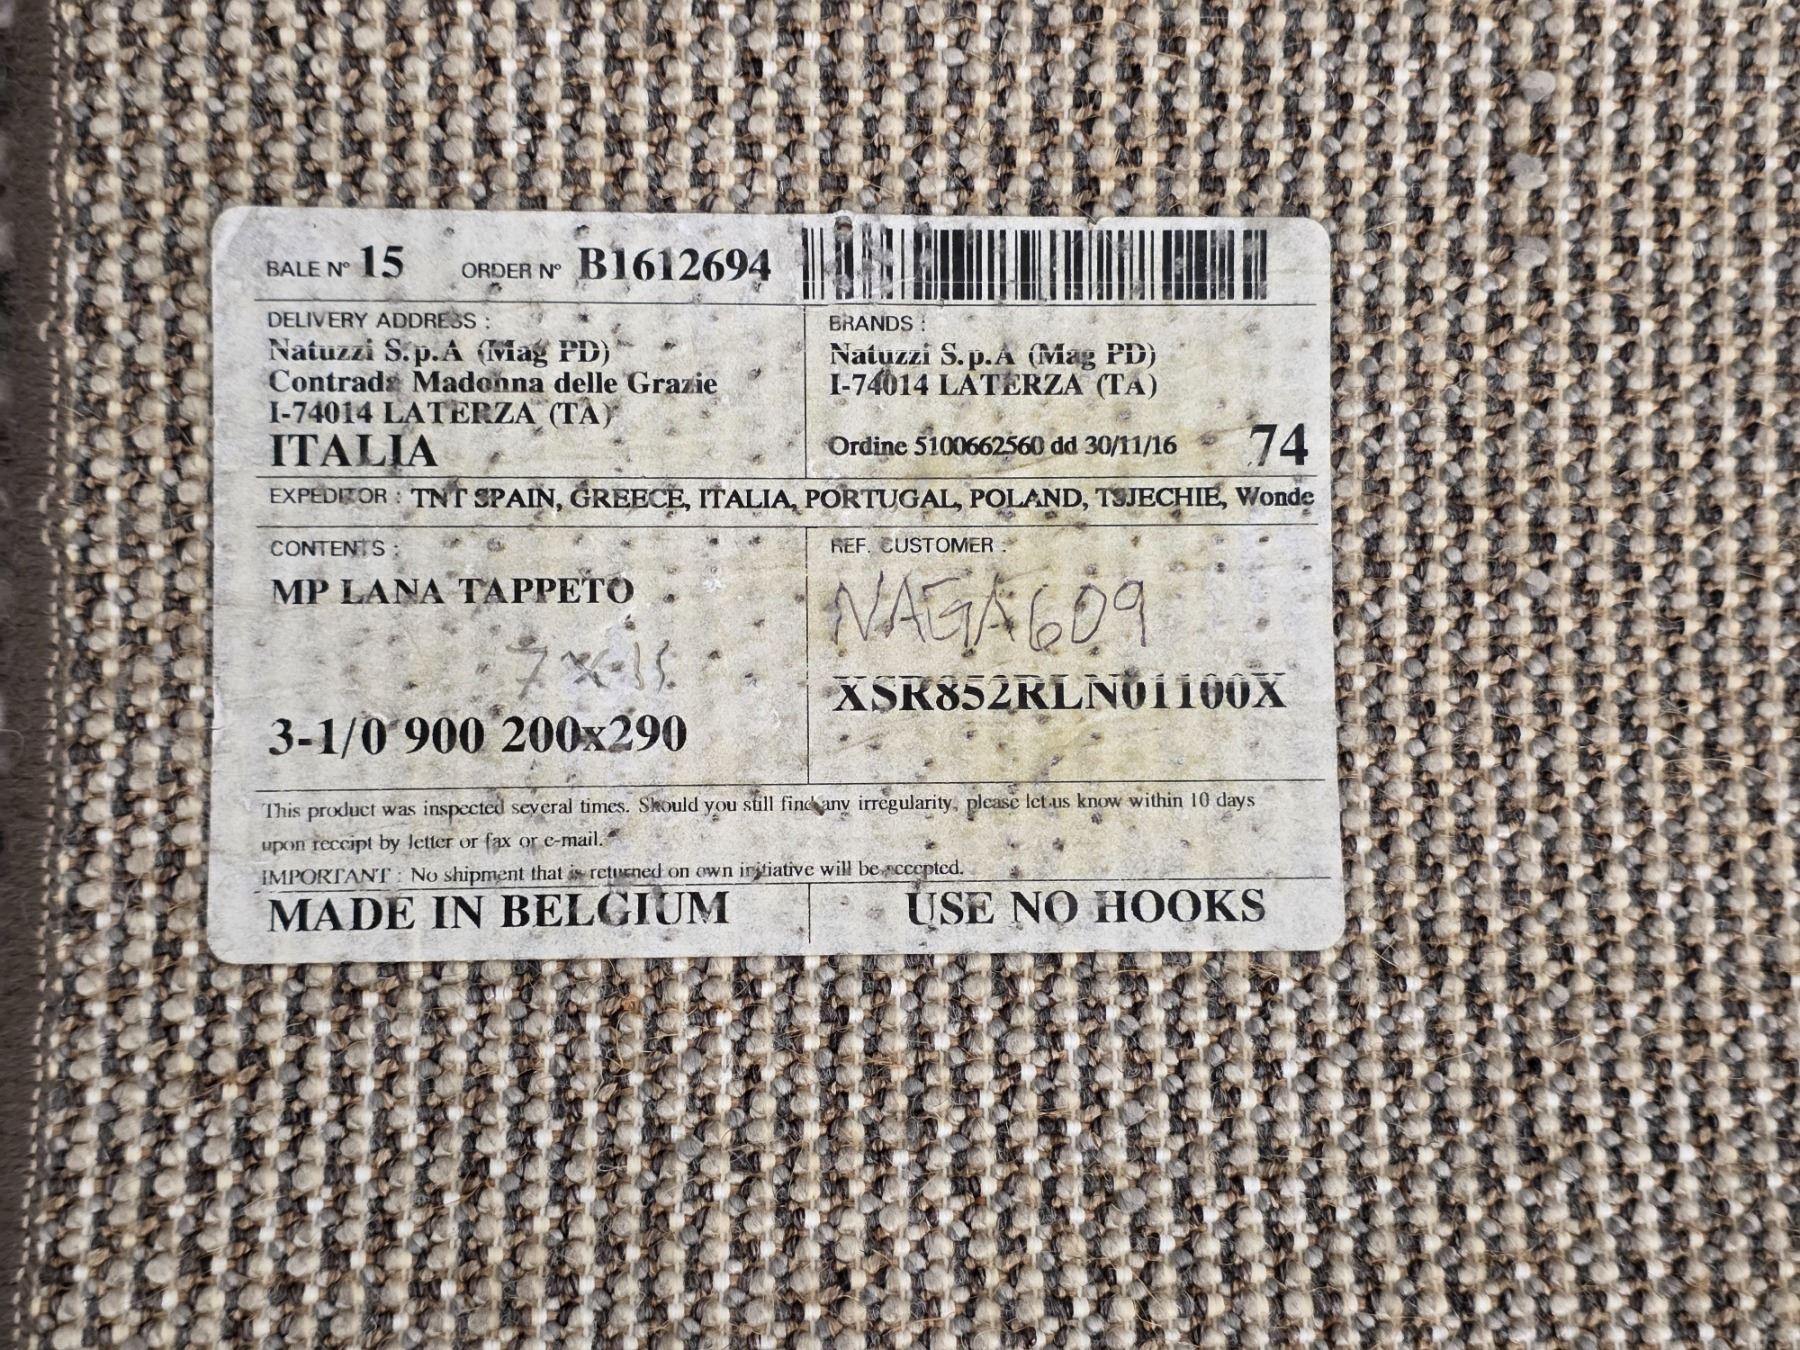 BALE N° 15 ORDER N° B1612694
DELIVERY ADDRESS :
Natuzzi S.p.A (Mag PD)
Contrada Madonna delle Grazie
I-74014 LATERZA (TA)
ITALIA
BRANDS :
Natuzzi S.p.A (Mag PD)
I-74014 LATERZA (TA)
Ordine 5100662560 dd 30/11/16 74
EXPEDITOR : TNT SPAIN, GREECE, ITALIA, PORTUGAL, POLAND, TSJECHIE, Wonde
CONTENTS :
MP LANA TAPPETO
3-1/0 900 200x290
REF. CUSTOMER :
NAGA609
XSR852RLN01100X
This product was inspected several times. Should you still find any irregularity, please let us know within 10 days
upon receipt by letter or fax or e-mail.
IMPORTANT : No shipment that is returned on own initiative will be accepted.
MADE IN BELGIUM
USE NO HOOKS